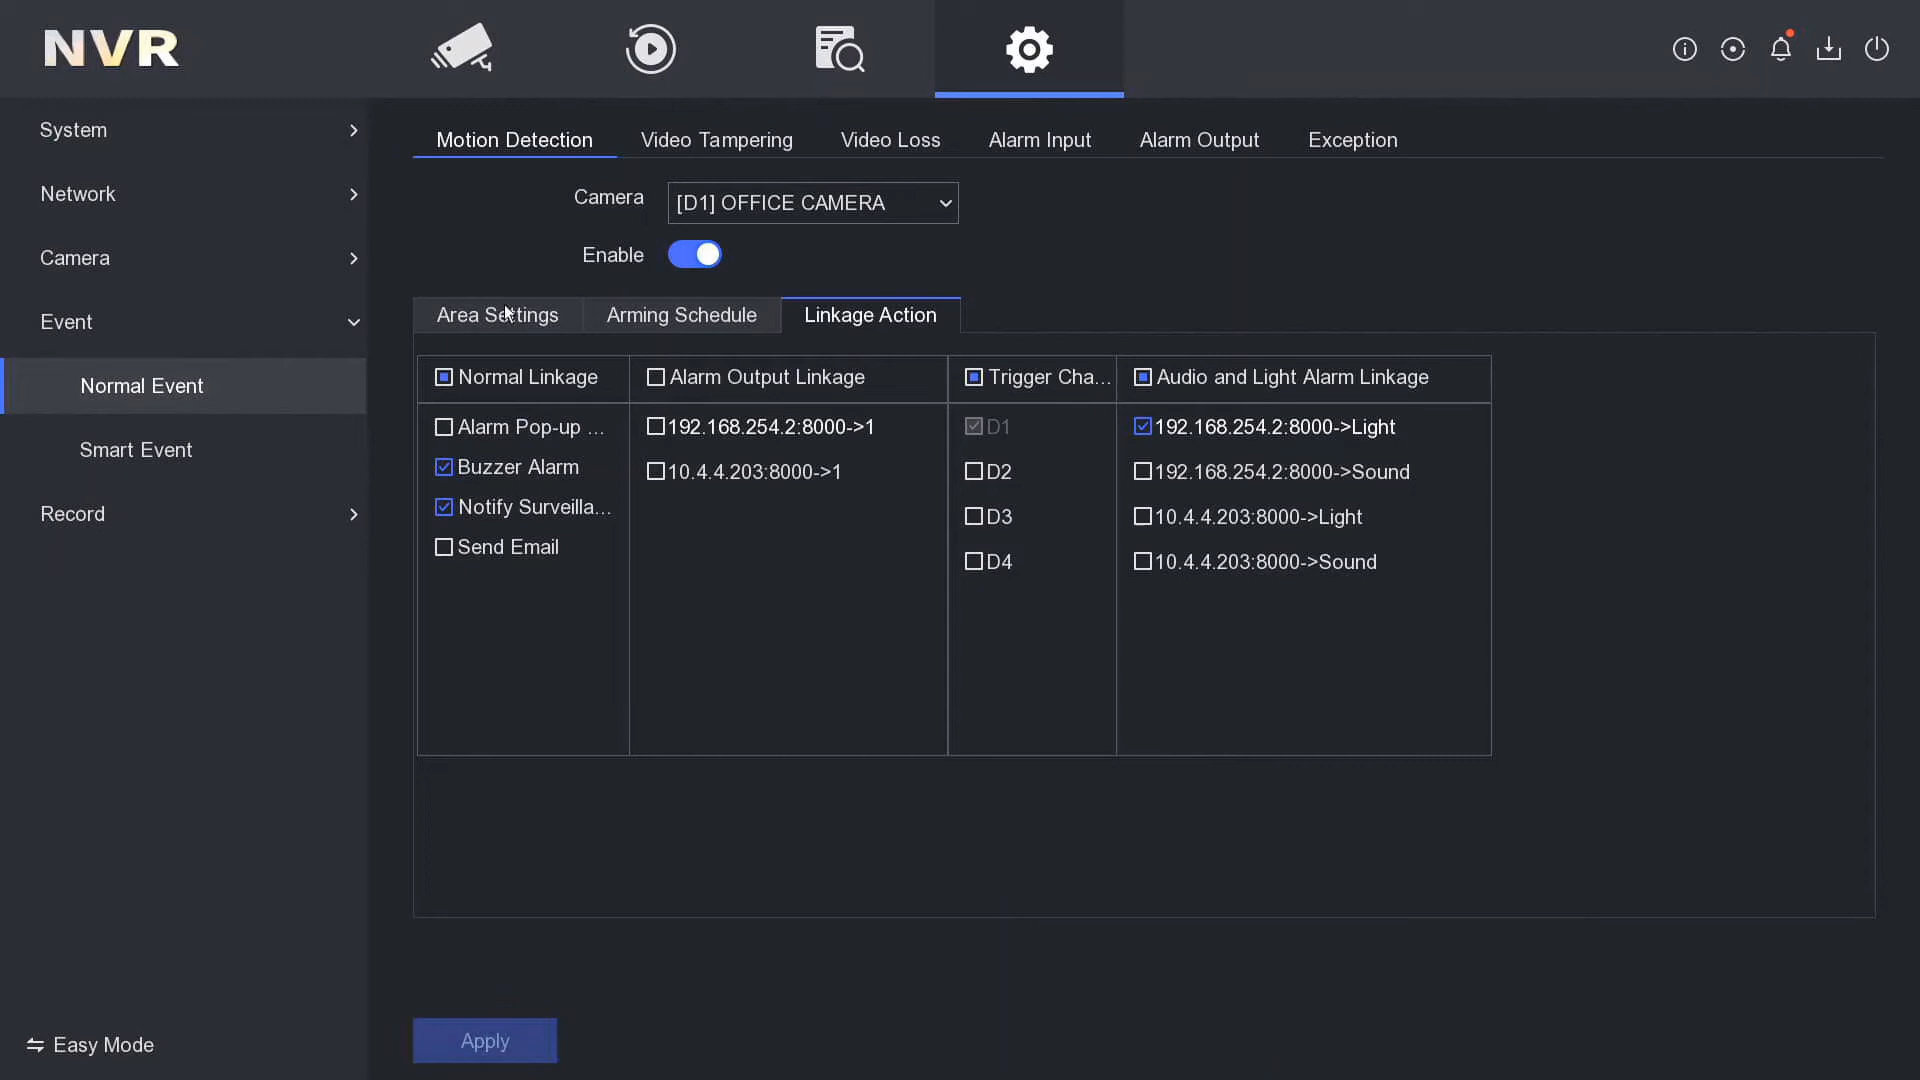 NVR
System
Network
Camera
Event
Normal Event
Smart Event
Record
Easy Mode
Motion Detection Video Tampering Video Loss Alarm Input Alarm Output Exception
Camera [D1] OFFICE CAMERA
Enable
Area Settings Arming Schedule Linkage Action
Normal Linkage Alarm Output Linkage Trigger Cha... Audio and Light Alarm Linkage
Alarm Pop-up ... 192.168.254.2:8000->1 D1 192.168.254.2:8000->Light
Buzzer Alarm 10.4.4.203:8000->1 D2 192.168.254.2:8000->Sound
Notify Surveilla... D3 10.4.4.203:8000->Light
Send Email D4 10.4.4.203:8000->Sound
Apply